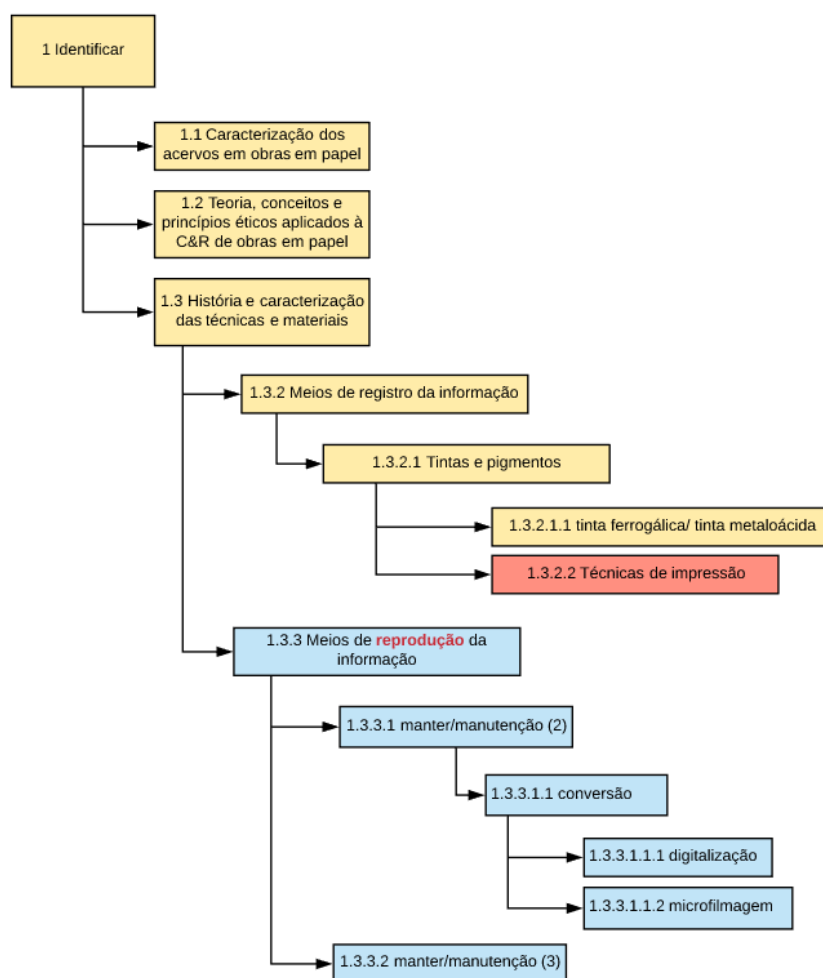 1 Identificar
1.1 Caracterização dos
acervos em obras em papel
1.2 Teoria, conceitos e
princípios éticos aplicados à
C&R de obras em papel
1.3 História e caracterização
das técnicas e materiais
1.3.2 Meios de registro da informação
1.3.2.1 Tintas e pigmentos
1.3.2.1.1 tinta ferrogálica/ tinta metaloácida
1.3.2.2 Técnicas de impressão
1.3.3 Meios de reprodução da
informação
1.3.3.1 manter/manutenção (2)
1.3.3.1.1 conversão
1.3.3.1.1.1 digitalização
1.3.3.1.1.2 microfilmagem
1.3.3.2 manter/manutenção (3)